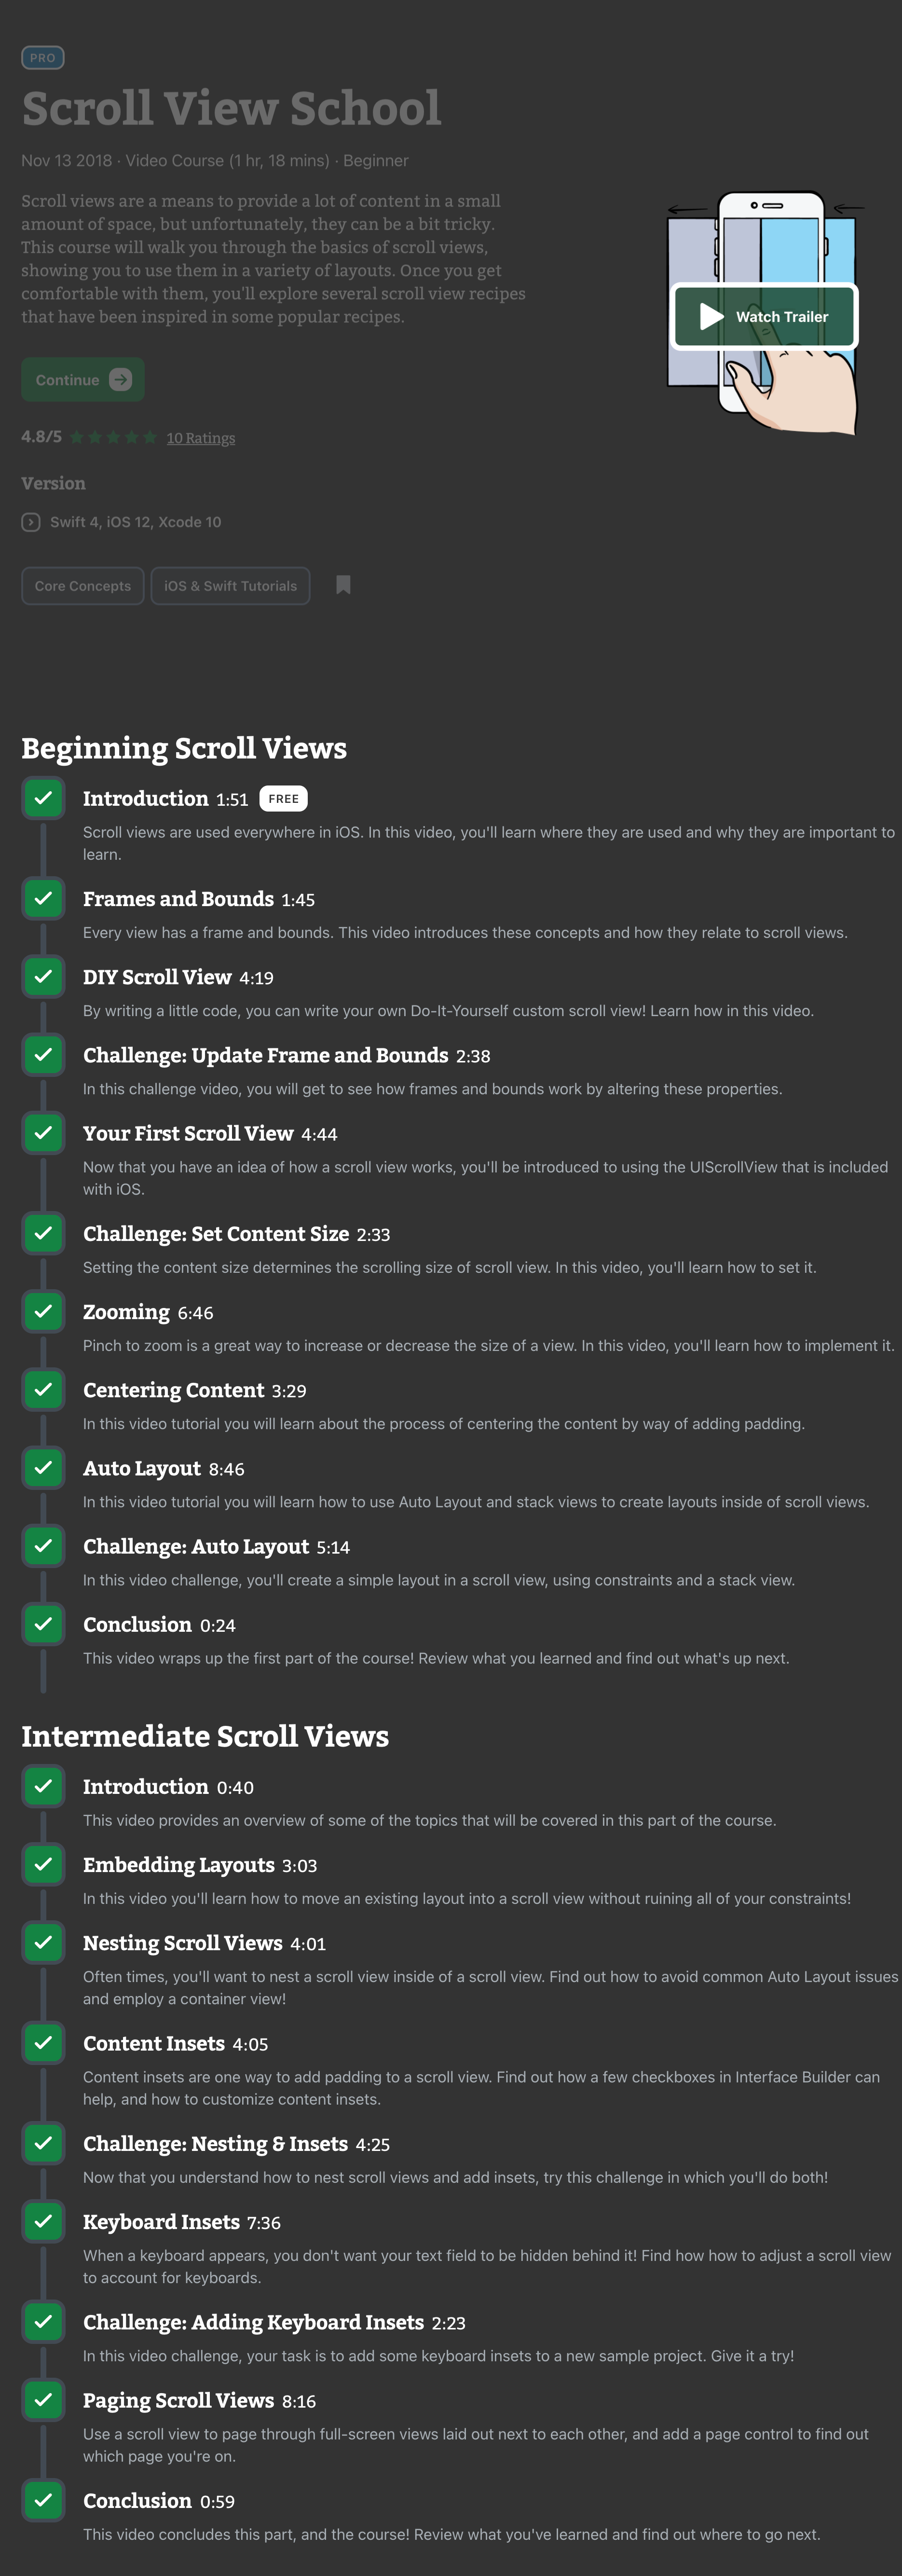 PRO
Scroll View School
Nov 13 2018 · Video Course (1 hr, 18 mins) · Beginner
Scroll views are a means to provide a lot of content in a small
amount of space, but unfortunately, they can be a bit tricky.
This course will walk you through the basics of scroll views,
showing you to use them in a variety of layouts. Once you get
comfortable with them, you'll explore several scroll view recipes
that have been inspired in some popular recipes.
Watch Trailer
Continue
4.8/5 10 Ratings
Version
Swift 4, iOS 12, Xcode 10
Core Concepts iOS & Swift Tutorials
Beginning Scroll Views
Introduction 1:51 FREE
Scroll views are used everywhere in iOS. In this video, you'll learn where they are used and why they are important to
learn.
Frames and Bounds 1:45
Every view has a frame and bounds. This video introduces these concepts and how they relate to scroll views.
DIY Scroll View 4:19
By writing a little code, you can write your own Do-It-Yourself custom scroll view! Learn how in this video.
Challenge: Update Frame and Bounds 2:38
In this challenge video, you will get to see how frames and bounds work by altering these properties.
Your First Scroll View 4:44
Now that you have an idea of how a scroll view works, you'll be introduced to using the UIScrollView that is included
with iOS.
Challenge: Set Content Size 2:33
Setting the content size determines the scrolling size of scroll view. In this video, you'll learn how to set it.
Zooming 6:46
Pinch to zoom is a great way to increase or decrease the size of a view. In this video, you'll learn how to implement it.
Centering Content 3:29
In this video tutorial you will learn about the process of centering the content by way of adding padding.
Auto Layout 8:46
In this video tutorial you will learn how to use Auto Layout and stack views to create layouts inside of scroll views.
Challenge: Auto Layout 5:14
In this video challenge, you'll create a simple layout in a scroll view, using constraints and a stack view.
Conclusion 0:24
This video wraps up the first part of the course! Review what you learned and find out what's up next.
Intermediate Scroll Views
Introduction 0:40
This video provides an overview of some of the topics that will be covered in this part of the course.
Embedding Layouts 3:03
In this video you'll learn how to move an existing layout into a scroll view without ruining all of your constraints!
Nesting Scroll Views 4:01
Often times, you'll want to nest a scroll view inside of a scroll view. Find out how to avoid common Auto Layout issues
and employ a container view!
Content Insets 4:05
Content insets are one way to add padding to a scroll view. Find out how a few checkboxes in Interface Builder can
help, and how to customize content insets.
Challenge: Nesting & Insets 4:25
Now that you understand how to nest scroll views and add insets, try this challenge in which you'll do both!
Keyboard Insets 7:36
When a keyboard appears, you don't want your text field to be hidden behind it! Find how how to adjust a scroll view
to account for keyboards.
Challenge: Adding Keyboard Insets 2:23
In this video challenge, your task is to add some keyboard insets to a new sample project. Give it a try!
Paging Scroll Views 8:16
Use a scroll view to page through full-screen views laid out next to each other, and add a page control to find out
which page you're on.
Conclusion 0:59
This video concludes this part, and the course! Review what you've learned and find out where to go next.